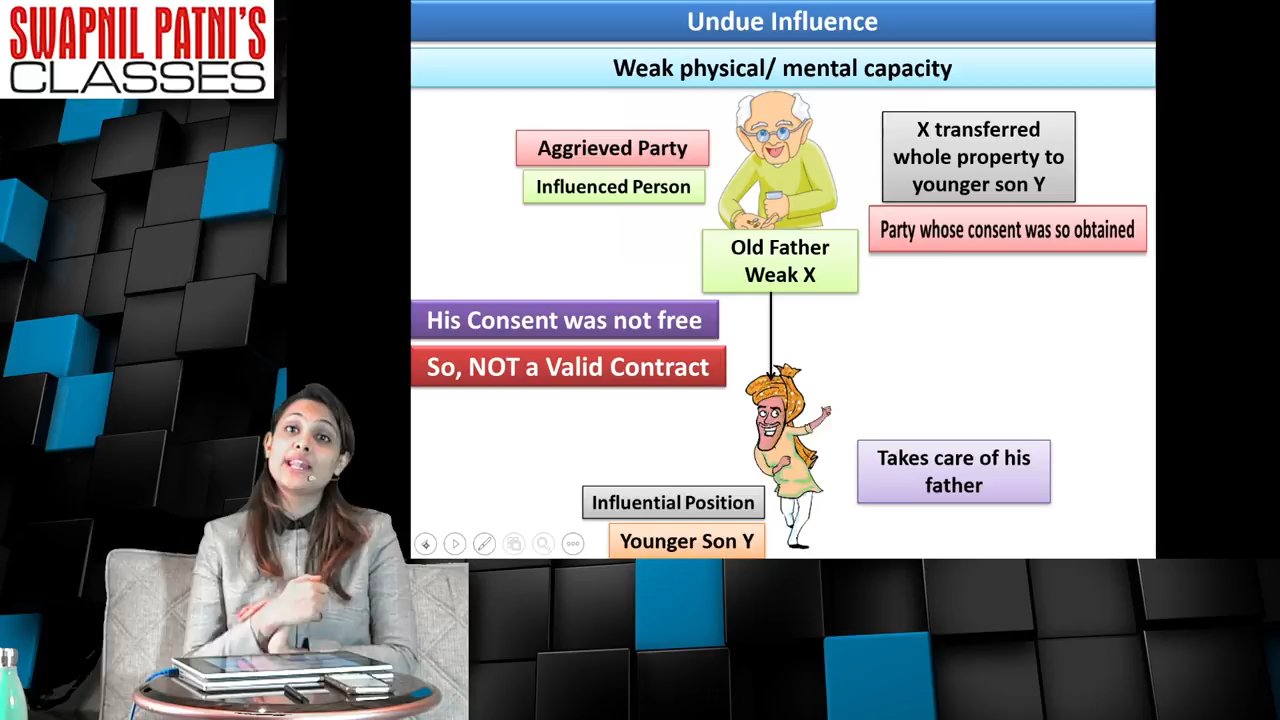 SWAPNIL PATNI'S
CLASSES
Undue Influence
Weak physical/ mental capacity
Aggrieved Party
Influenced Person
X transferred
whole property to
younger son Y
Party whose consent was so obtained
Old Father
Weak X
His Consent was not free
So, NOT a Valid Contract
Takes care of his
father
Influential Position
Younger Son Y